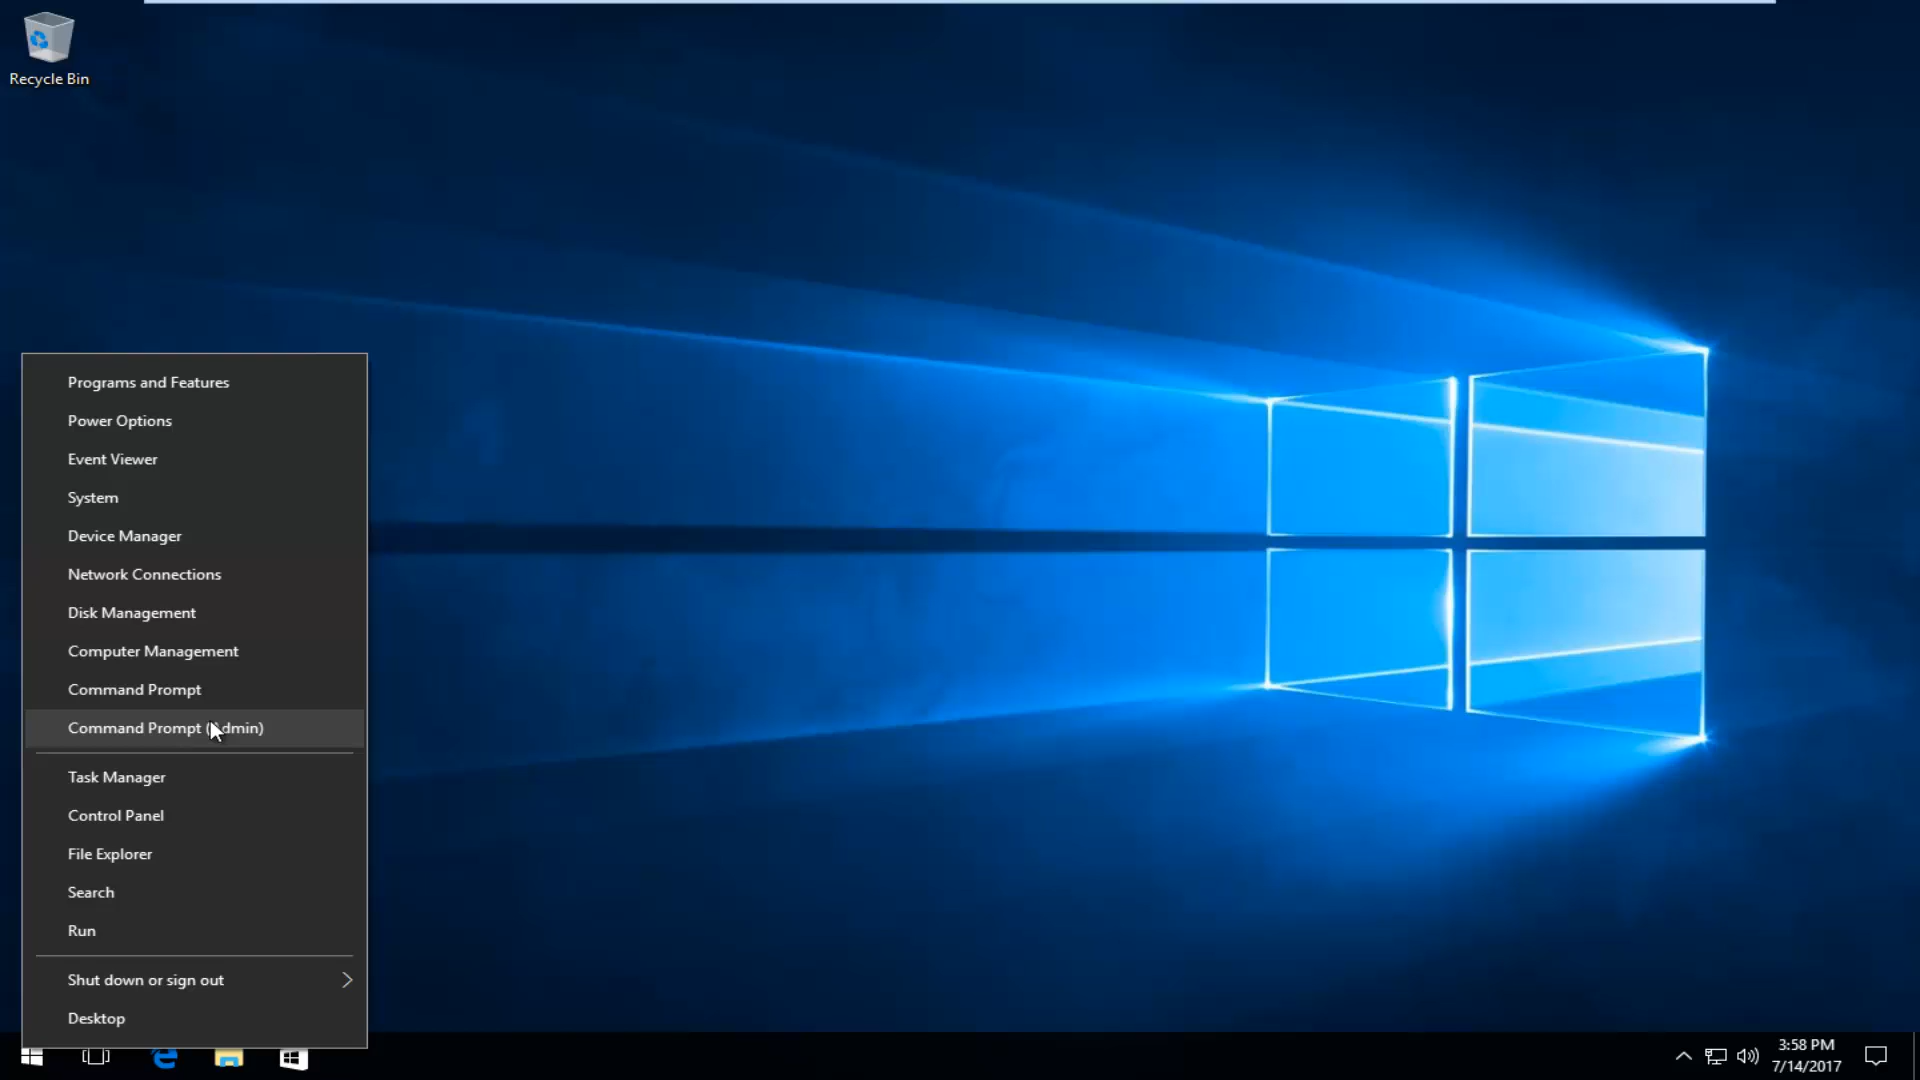 Recycle Bin
Programs and Features
Power Options
Event Viewer
System
Device Manager
Network Connections
Disk Management
Computer Management
Command Prompt
Command Prompt (Admin)
Task Manager
Control Panel
File Explorer
Search
Run
Shut down or sign out
Desktop
3:58 PM
7/14/2017